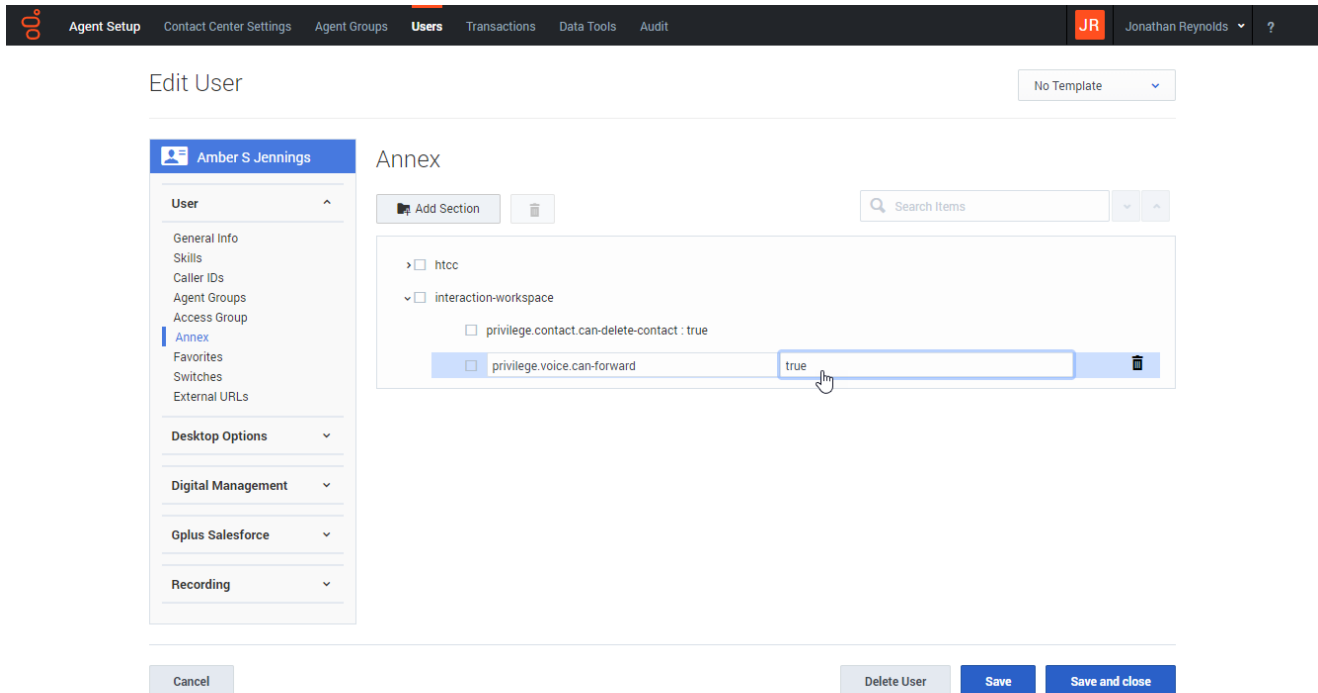 Agent Setup Contact Center Settings Agent Groups Users Transactions Data Tools Audit JR Jonathan Reynolds ?
Edit User
No Template
Amber S Jennings
User
General Info
Skills
Caller IDs
Agent Groups
Access Group
Annex
Favorites
Switches
External URLs
Desktop Options
Digital Management
Gplus Salesforce
Recording
Annex
Add Section
Search Items
htcc
interaction-workspace
privilege.contact.can-delete-contact : true
privilege.voice.can-forward true
Cancel Delete User Save Save and close